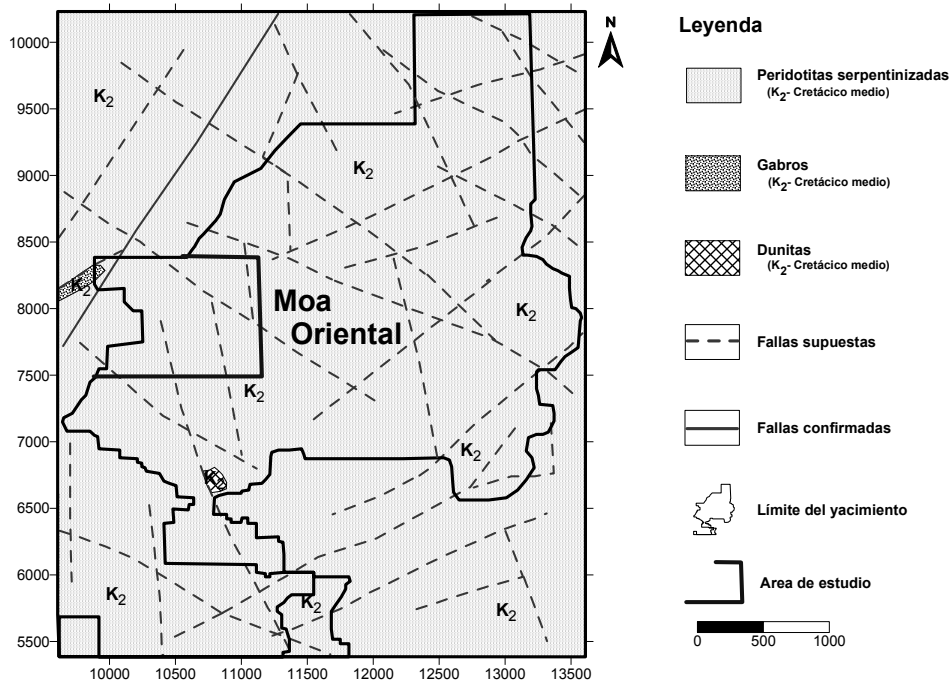 10000
9500
9000
8500
8000
7500
7000
6500
6000
5500
10000 10500 11000 11500 12000 12500 13000 13500
K2
K2
K2
K2
K2
K2
K2
K2
K2
K2
Moa
Oriental
N
Leyenda
Peridotitas serpentinizadas
(K2- Cretácico medio)
Gabros
(K2- Cretácico medio)
Dunitas
(K2- Cretácico medio)
Fallas supuestas
Fallas confirmadas
Límite del yacimiento
Area de estudio
0 500 1000